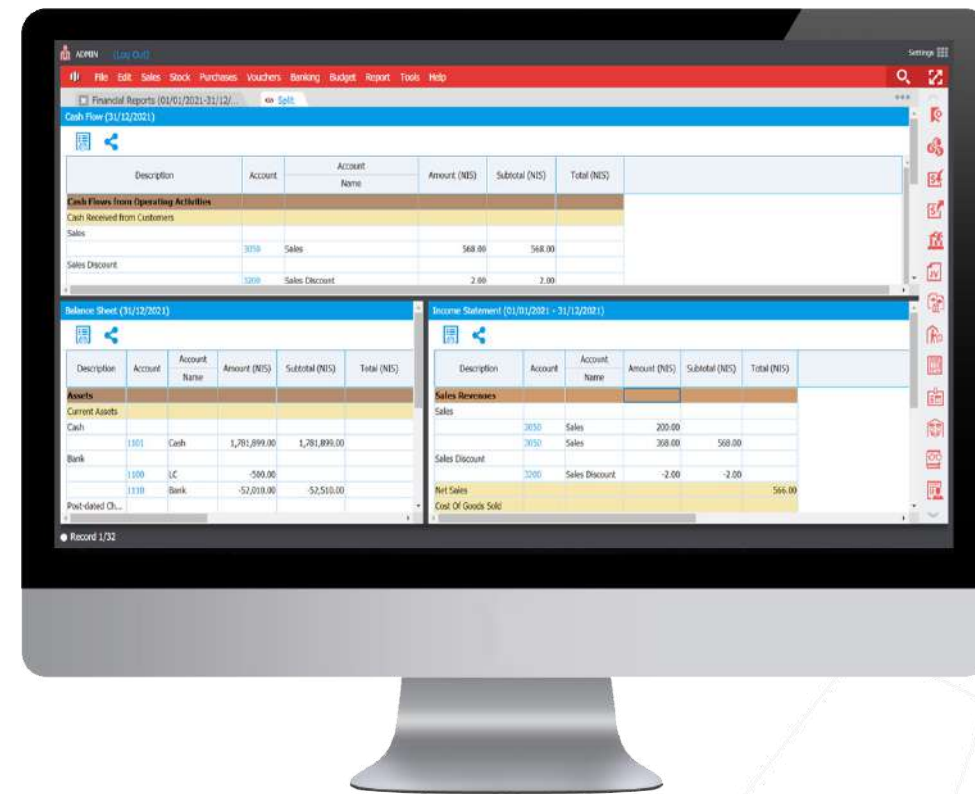 ADMIN (Log Out) Settings
File Edit Sales Stock Purchases Vouchers Banking Budget Report Tools Help
Financial Reports (01/01/2021-31/12/... Split
Cash Flow (31/12/2021)
Description Account Account Name Amount (NIS) Subtotal (NIS) Total (NIS)
Cash Flows from Operating Activities
Cash Received from Customers
Sales
3050 Sales 568.00 568.00
Sales Discount
3200 Sales Discount 2.00 2.00
Balance Sheet (31/12/2021)
Description Account Account Name Amount (NIS) Subtotal (NIS) Total (NIS)
Assets
Current Assets
Cash
1101 Cash 1,781,899.00 1,781,899.00
Bank
1100 LC -500.00
1110 Bank -52,010.00 -52,510.00
Post-dated Ch...
Income Statement (01/01/2021 - 31/12/2021)
Description Account Account Name Amount (NIS) Subtotal (NIS) Total (NIS)
Sales Revenues
Sales
3050 Sales 200.00
3050 Sales 368.00 568.00
Sales Discount
3200 Sales Discount -2.00 -2.00
Net Sales 566.00
Cost Of Goods Sold
Record 1/32